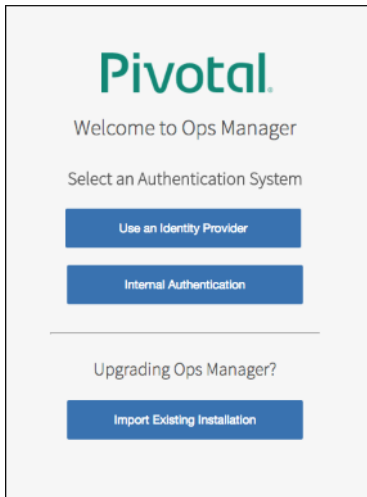 Pivotal.
Welcome to Ops Manager
Select an Authentication System
Use an Identity Provider
Internal Authentication
Upgrading Ops Manager?
Import Existing Installation